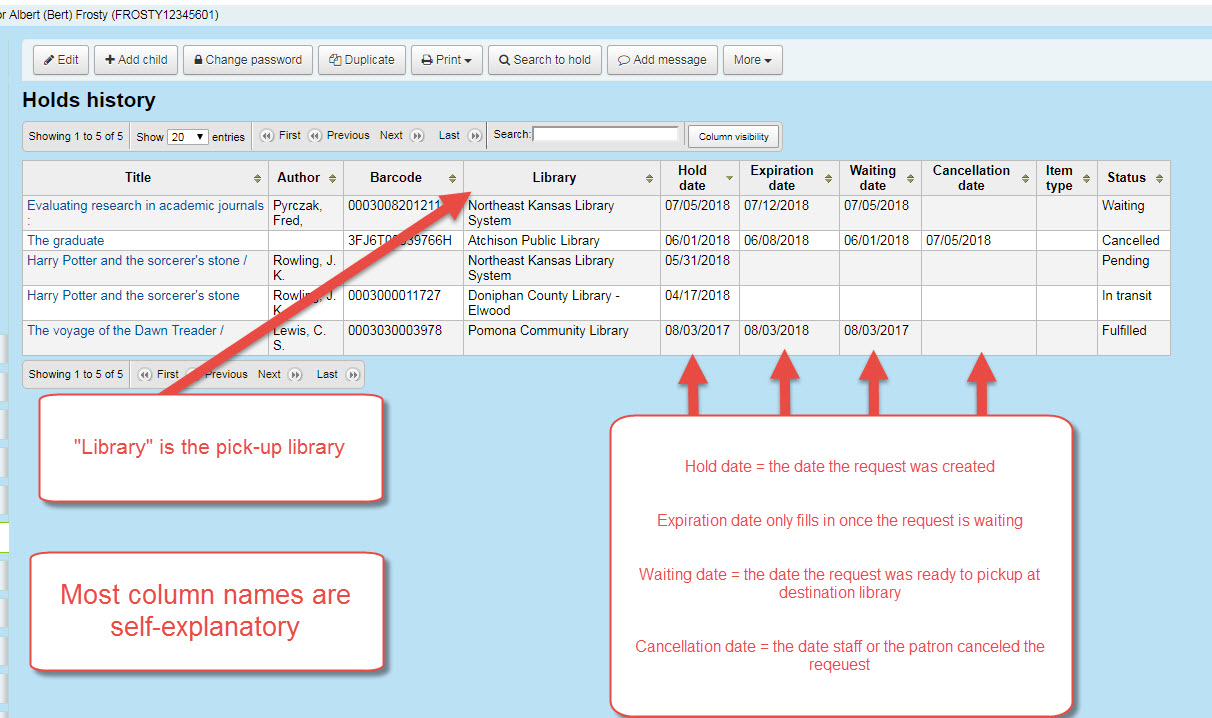 or Albert (Bert) Frosty (FROSTY12345601)
Edit Add child Change password Duplicate Print Search to hold Add message More
Holds history
Showing 1 to 5 of 5 Show 20 entries First Previous Next Last Search: Column visibility
Title Author Barcode Library Hold date Expiration date Waiting date Cancellation date Item type Status
Evaluating research in academic journals : Pyrczak, Fred, 0003008201211 Northeast Kansas Library System 07/05/2018 07/12/2018 07/05/2018 Waiting
The graduate Atchison Public Library 06/01/2018 06/08/2018 06/01/2018 07/05/2018 Cancelled
Harry Potter and the sorcerer's stone / Rowling, J. K. Northeast Kansas Library System 05/31/2018 Pending
Harry Potter and the sorcerer's stone Rowling, J. K. 0003000011727 Doniphan County Library - Elwood 04/17/2018 In transit
The voyage of the Dawn Treader / Lewis, C. S. 0003030003978 Pomona Community Library 08/03/2017 08/03/2018 08/03/2017 Fulfilled
Showing 1 to 5 of 5 First Previous Next Last
"Library" is the pick-up library
Most column names are
self-explanatory
Hold date = the date the request was created
Expiration date only fills in once the request is waiting
Waiting date = the date the request was ready to pickup at
destination library
Cancellation date = the date staff or the patron canceled the
reqeuest